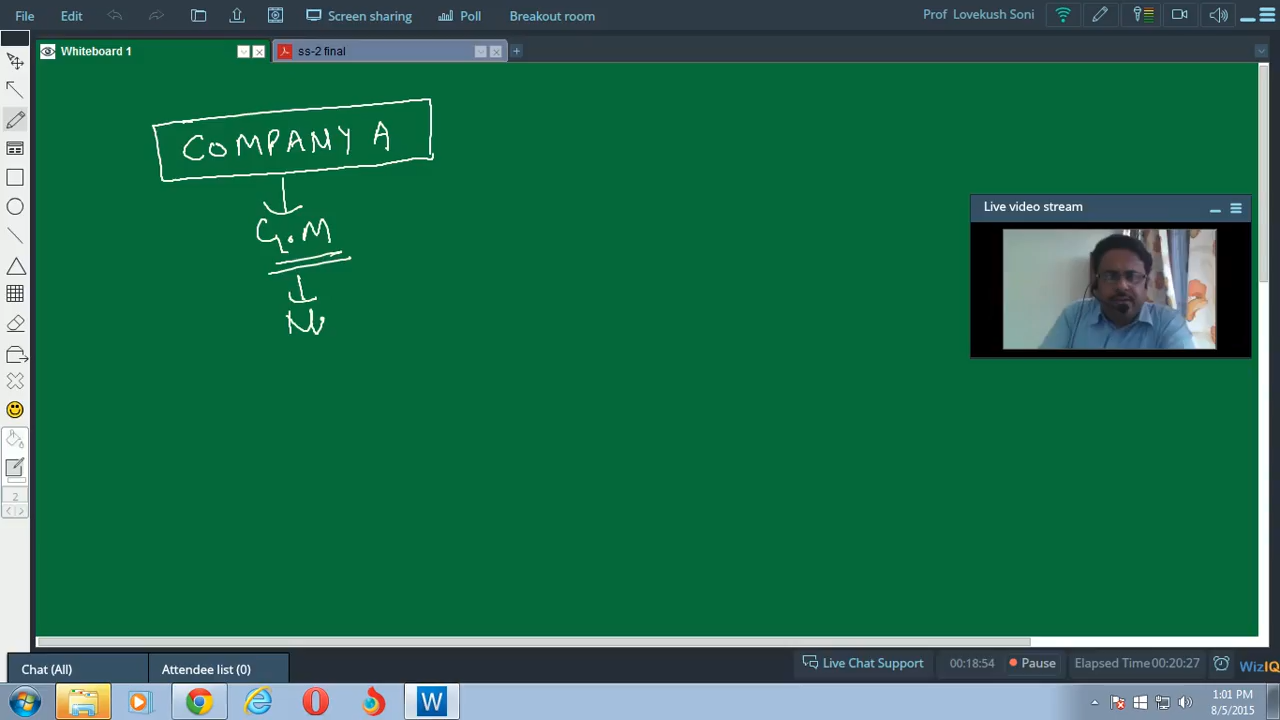 File Edit Screen sharing Poll Breakout room Prof Lovekush Soni
Whiteboard 1 ss-2 final
COMPANY A
G.M
Live video stream
2
Chat (All) Attendee list (0) Live Chat Support 00:18:54 Pause Elapsed Time 00:20:27 WizIQ
1:01 PM
8/5/2015